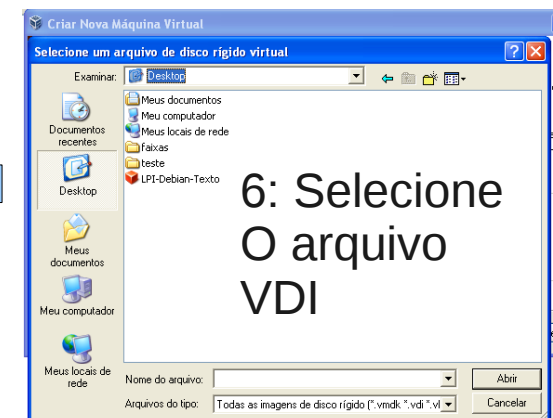 Criar Nova Máquina Virtual
Selecione um arquivo de disco rígido virtual
Examinar:
Desktop
Documentos
recentes
Desktop
Meus
documentos
Meu computador
Meus locais de
rede
Meus documentos
Meu computador
Meus locais de rede
faixas
teste
LPI-Debian-Texto
6: Selecione
O arquivo
VDI
Nome do arquivo:
Abrir
Arquivos do tipo:
Todas as imagens de disco rígido (*.vmdk *.vdi *.vl
Cancelar